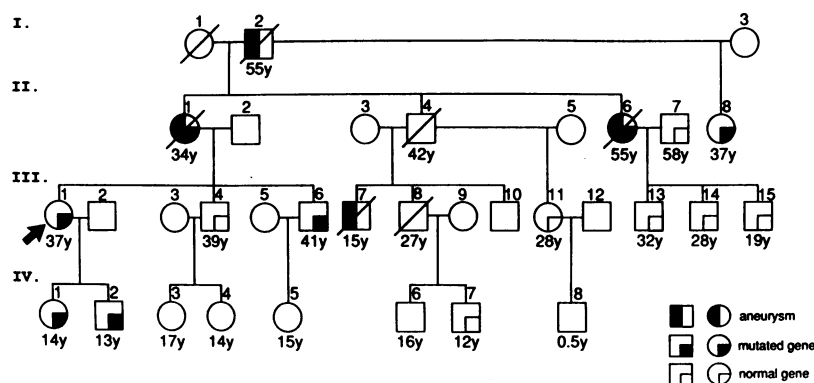 I.
1 2 3
55y
II.
1 2 3 4 5 6 7 8
34y 42y 55y 58y 37y
III.
1 2 3 4 5 6 7 8 9 10 11 12 13 14 15
37y 39y 41y 15y 27y 28y 32y 28y 19y
IV.
1 2 3 4 5 6 7 8
14y 13y 17y 14y 15y 16y 12y 0.5y
aneurysm
mutated gene
normal gene